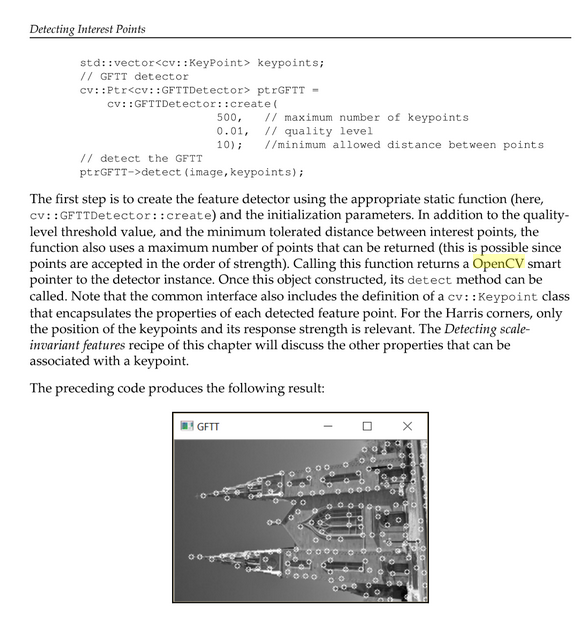 Detecting Interest Points
std::vector<cv::KeyPoint> keypoints;
// GFTT detector
cv::Ptr<cv::GFTTDetector> ptrGFTT =
cv::GFTTDetector::create(
500, // maximum number of keypoints
0.01, // quality level
10); //minimum allowed distance between points
// detect the GFTT
ptrGFTT->detect(image,keypoints);
The first step is to create the feature detector using the appropriate static function (here,
cv::GFTTDetector::create) and the initialization parameters. In addition to the quality-
level threshold value, and the minimum tolerated distance between interest points, the
function also uses a maximum number of points that can be returned (this is possible since
points are accepted in the order of strength). Calling this function returns a OpenCV smart
pointer to the detector instance. Once this object constructed, its detect method can be
called. Note that the common interface also includes the definition of a cv::Keypoint class
that encapsulates the properties of each detected feature point. For the Harris corners, only
the position of the keypoints and its response strength is relevant. The Detecting scale-
invariant features recipe of this chapter will discuss the other properties that can be
associated with a keypoint.
The preceding code produces the following result:
GFTT